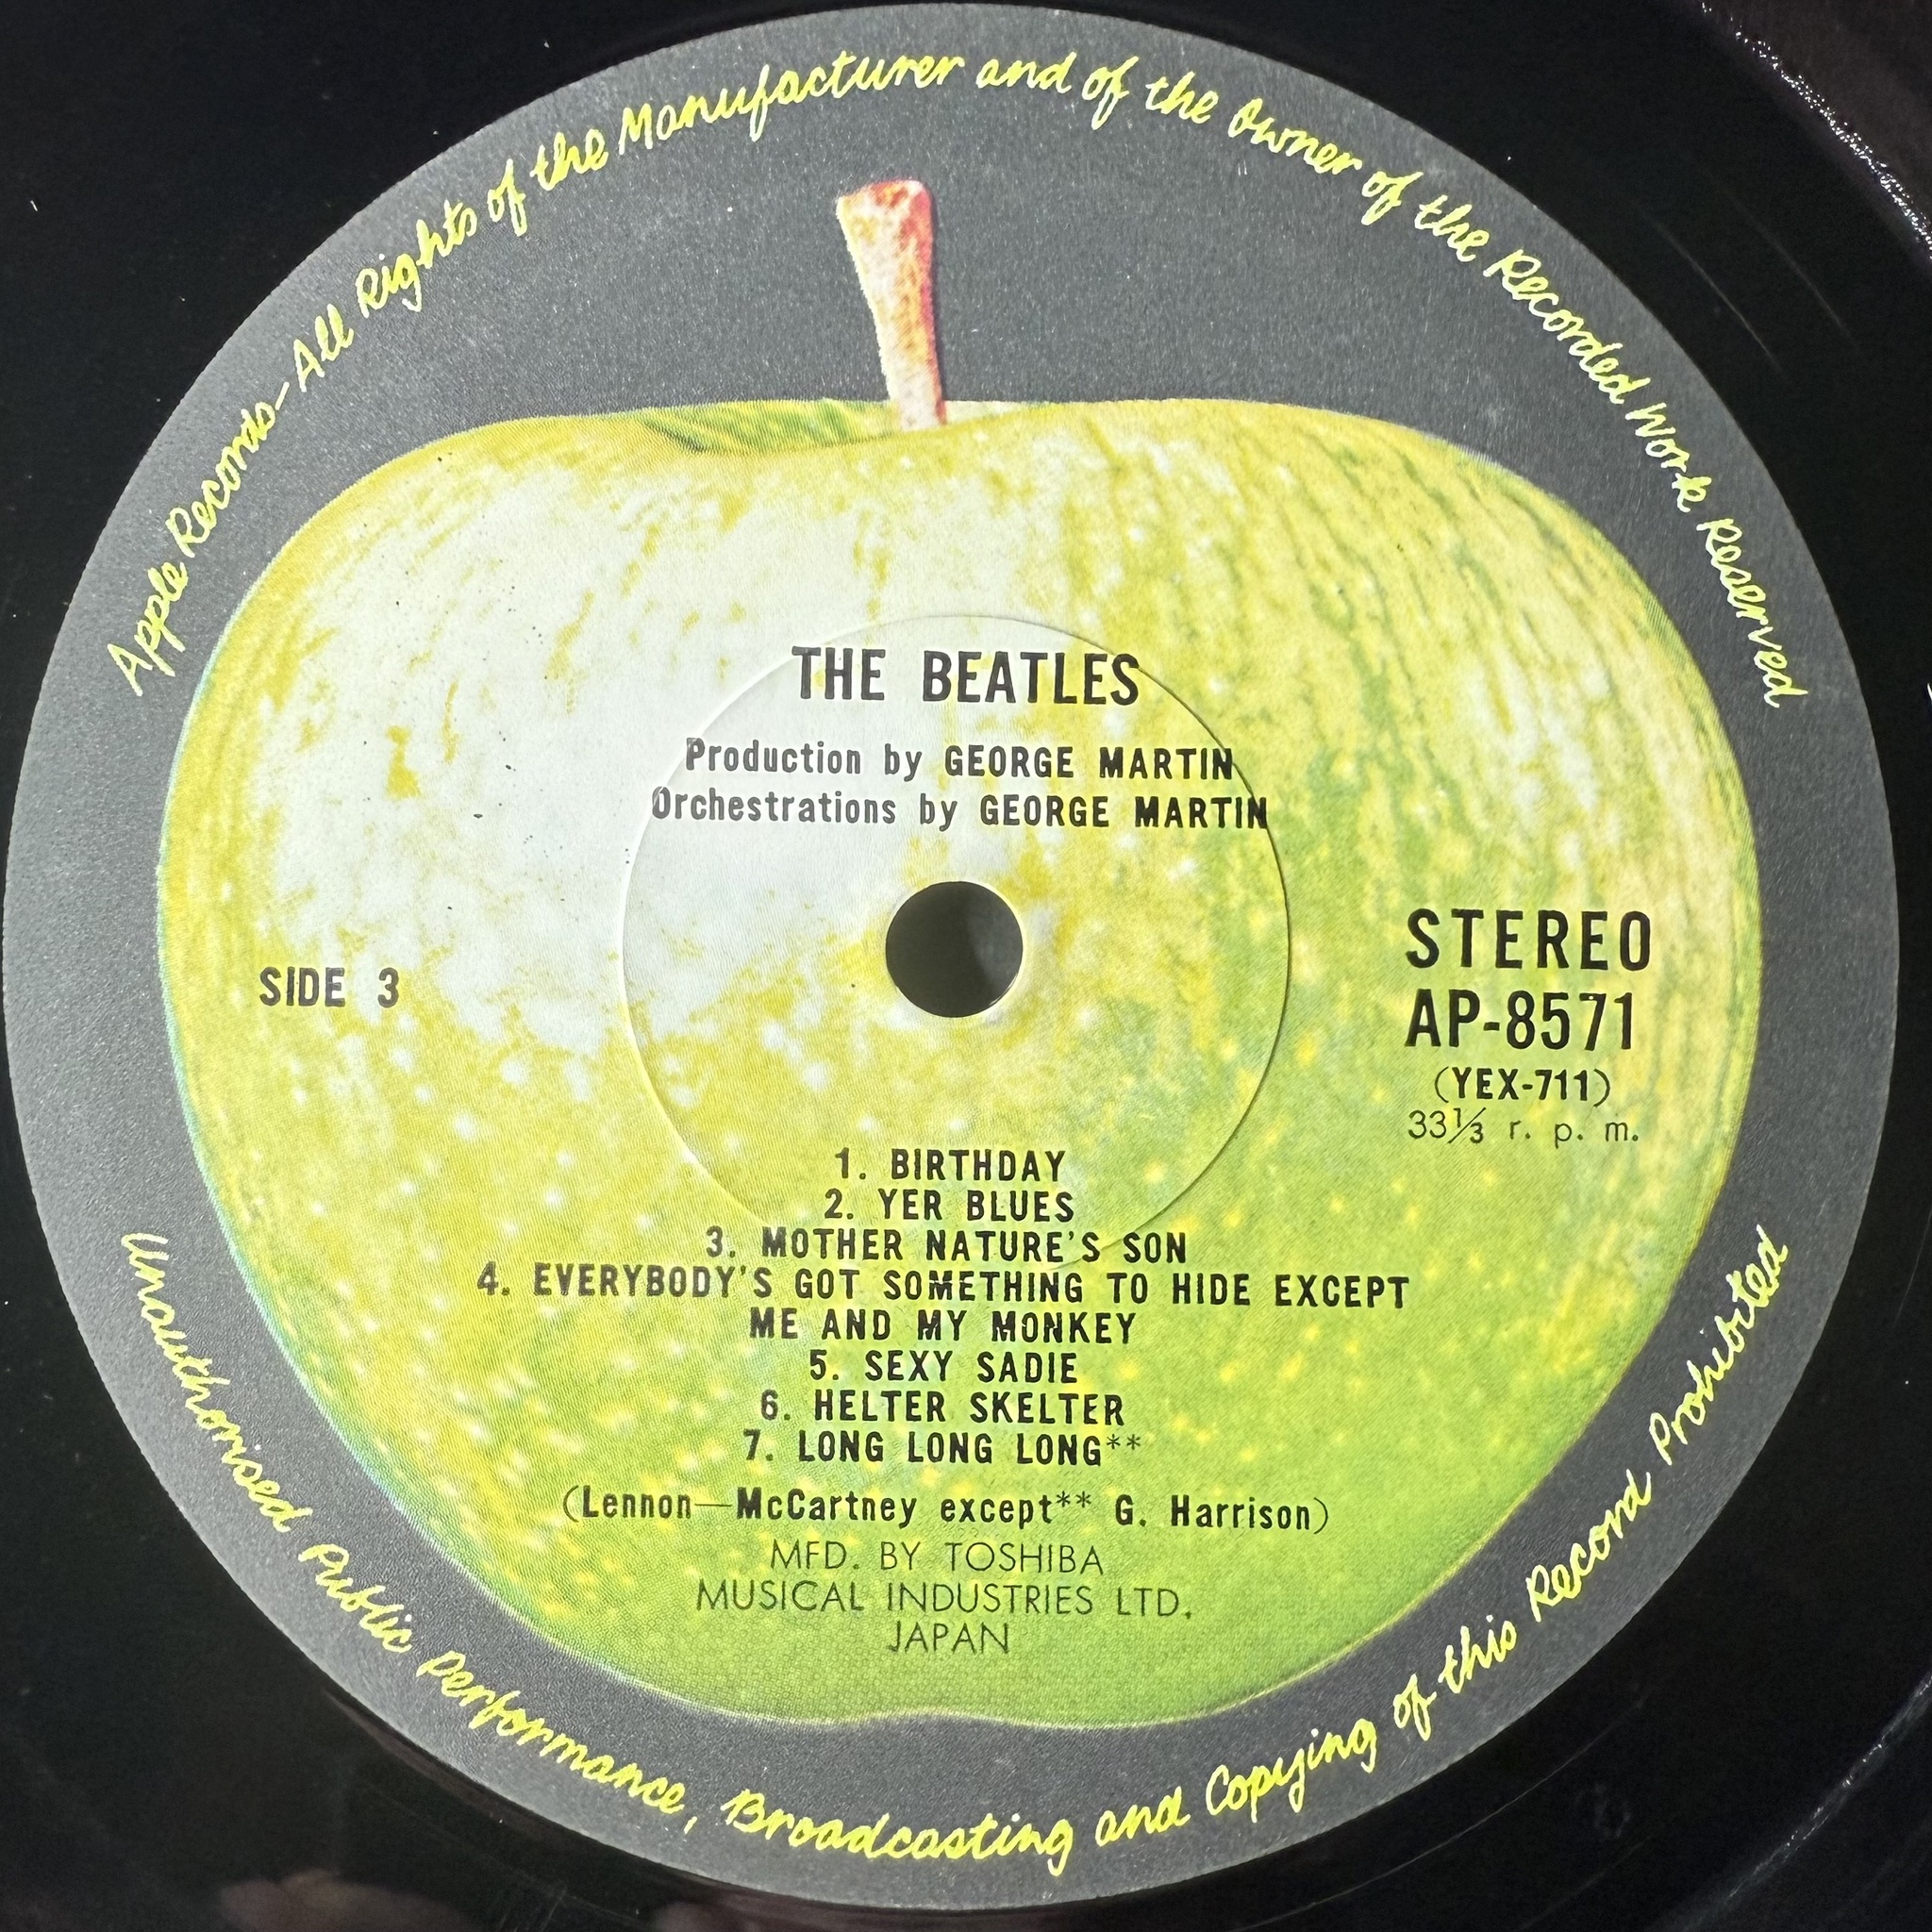 Apple Records-All Rights of the Manufacturer and of the Owner of the Recorded Work Reserved
THE BEATLES
Production by GEORGE MARTIN
Orchestrations by GEORGE MARTIN
SIDE 3
STEREO
AP-8571
(YEX-711)
33⅓ r. p. m.
1. BIRTHDAY
2. YER BLUES
3. MOTHER NATURE'S SON
4. EVERYBODY'S GOT SOMETHING TO HIDE EXCEPT
ME AND MY MONKEY
5. SEXY SADIE
6. HELTER SKELTER
7. LONG LONG LONG**
(Lennon—McCartney except** G. Harrison)
MFD. BY TOSHIBA
MUSICAL INDUSTRIES LTD.
JAPAN
Unauthorised Public Performance, Broadcasting and Copying of this Record Prohibited